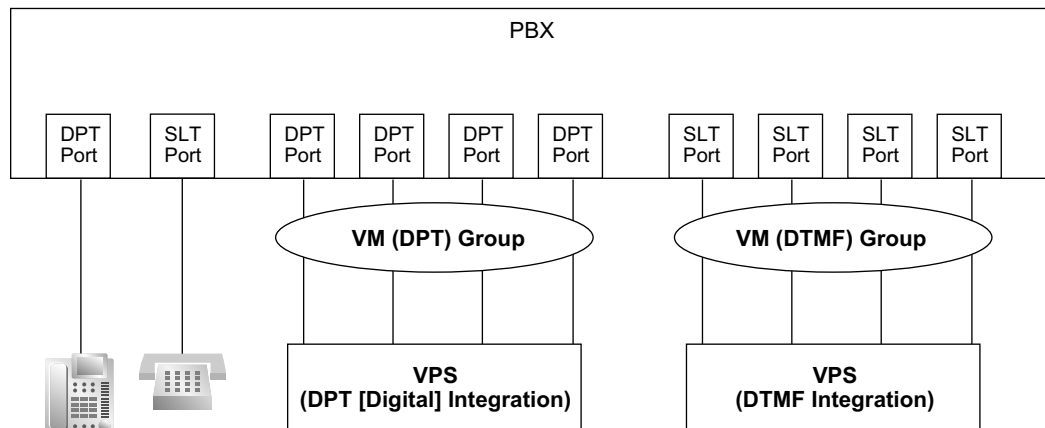 PBX
DPT
Port
SLT
Port
DPT
Port
DPT
Port
DPT
Port
DPT
Port
SLT
Port
SLT
Port
SLT
Port
SLT
Port
VM (DPT) Group
VM (DTMF) Group
VPS
(DPT [Digital] Integration)
VPS
(DTMF Integration)